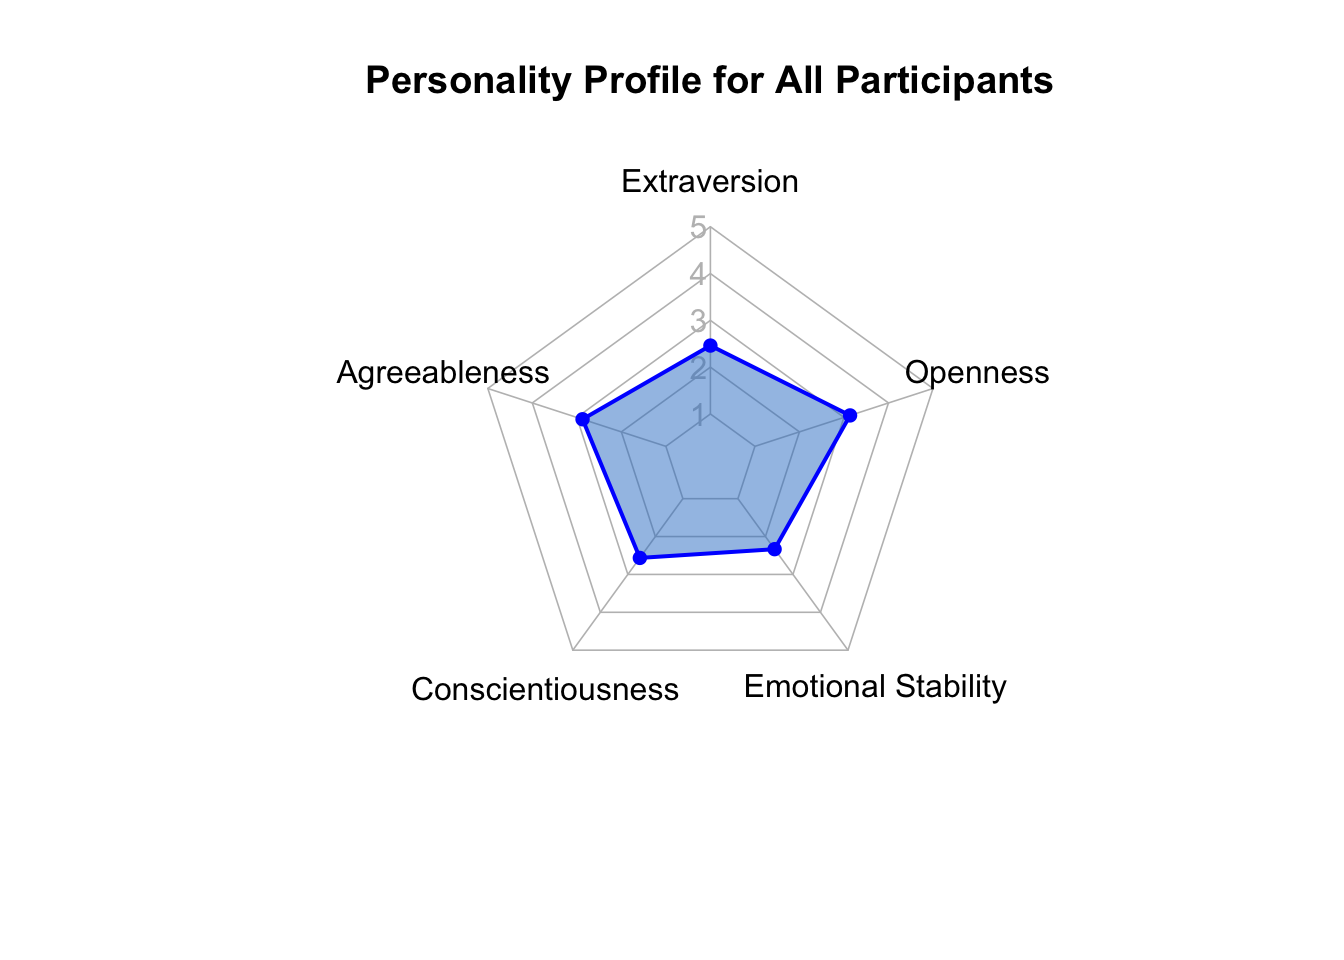 Personality Profile for All Participants
Extraversion
5
4
3
2
1
Agreeableness
Openness
Conscientiousness
Emotional Stability